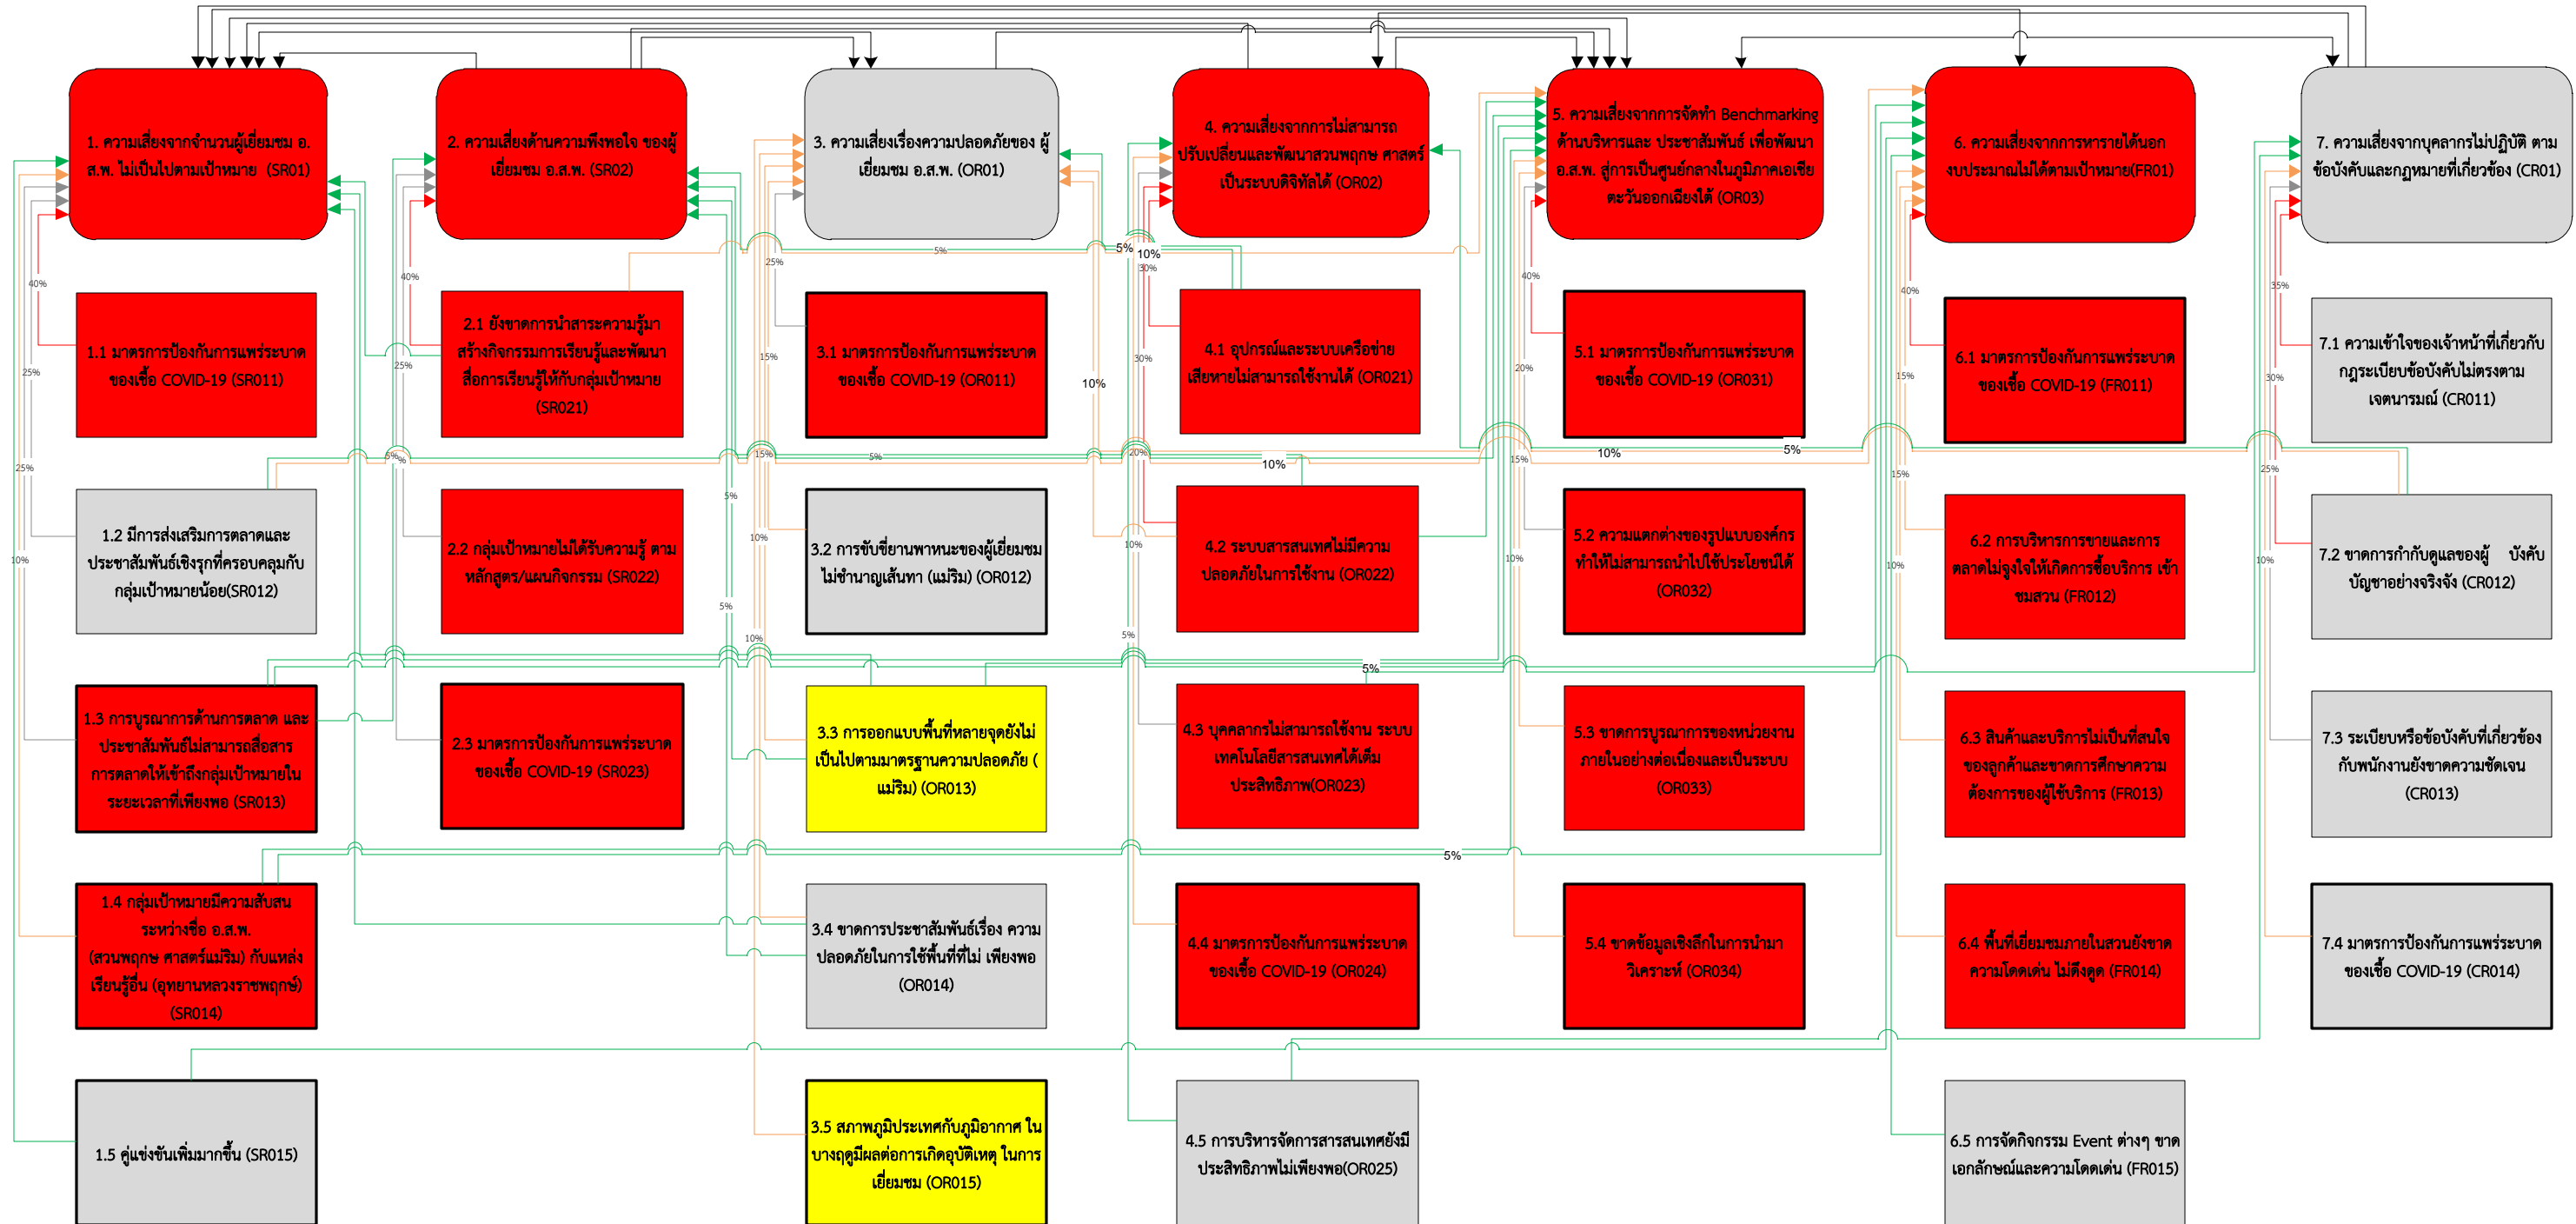 1. ความเสี่ยงจากจำนวนผู้เยี่ยมชม อ.
ส.พ. ไม่เป็นไปตามเป้าหมาย (SR01)
2. ความเสี่ยงด้านความพึงพอใจ ของผู้
เยี่ยมชม อ.ส.พ. (SR02)
3. ความเสี่ยงเรื่องความปลอดภัยของ ผู้
เยี่ยมชม อ.ส.พ. (OR01)
4. ความเสี่ยงจากการไม่สามารถ
ปรับเปลี่ยนและพัฒนาสวนพฤกษ ศาสตร์
เป็นระบบดิจิทัลได้ (OR02)
5. ความเสี่ยงจากการจัดทำ Benchmarking
ด้านบริหารและ ประชาสัมพันธ์ เพื่อพัฒนา
อ.ส.พ. สู่การเป็นศูนย์กลางในภูมิภาคเอเชีย
ตะวันออกเฉียงใต้ (OR03)
6. ความเสี่ยงจากการหารายได้นอก
งบประมาณไม่ได้ตามเป้าหมาย(FR01)
7. ความเสี่ยงจากบุคลากรไม่ปฏิบัติ ตาม
ข้อบังคับและกฎหมายที่เกี่ยวข้อง (CR01)
5%
5%
10%
25%
30%
40%
40%
40%
40%
35%
1.1 มาตรการป้องกันการแพร่ระบาด
ของเชื้อ COVID-19 (SR011)
2.1 ยังขาดการนำสาระความรู้มา
สร้างกิจกรรมการเรียนรู้และพัฒนา
สื่อการเรียนรู้ให้กับกลุ่มเป้าหมาย
(SR021)
3.1 มาตรการป้องกันการแพร่ระบาด
ของเชื้อ COVID-19 (OR011)
4.1 อุปกรณ์และระบบเครือข่าย
เสียหายไม่สามารถใช้งานได้ (OR021)
5.1 มาตรการป้องกันการแพร่ระบาด
ของเชื้อ COVID-19 (OR031)
6.1 มาตรการป้องกันการแพร่ระบาด
ของเชื้อ COVID-19 (FR011)
7.1 ความเข้าใจของเจ้าหน้าที่เกี่ยวกับ
กฎระเบียบข้อบังคับไม่ตรงตาม
เจตนารมณ์ (CR011)
25%
25%
15%
30%
10%
20%
15%
30%
25%
5%
%
15%
5%
20%
10%
15%
10%
5%
15%
25%
1.2 มีการส่งเสริมการตลาดและ
ประชาสัมพันธ์เชิงรุกที่ครอบคลุมกับ
กลุ่มเป้าหมายน้อย(SR012)
2.2 กลุ่มเป้าหมายไม่ได้รับความรู้ ตาม
หลักสูตร/แผนกิจกรรม (SR022)
3.2 การขับขี่ยานพาหนะของผู้เยี่ยมชม
ไม่ชำนาญเส้นทา (แม่ริม) (OR012)
4.2 ระบบสารสนเทศไม่มีความ
ปลอดภัยในการใช้งาน (OR022)
5.2 ความแตกต่างของรูปแบบองค์กร
ทำให้ไม่สามารถนำไปใช้ประโยชน์ได้
(OR032)
6.2 การบริหารการขายและการ
ตลาดไม่จูงใจให้เกิดการซื้อบริการ เข้า
ชมสวน (FR012)
7.2 ขาดการกำกับดูแลของผู้ บังคับ
บัญชาอย่างจริงจัง (CR012)
10%
5%
10%
10%
10%
10%
10%
5%
10%
5%
5%
1.3 การบูรณาการด้านการตลาด และ
ประชาสัมพันธ์ไม่สามารถสื่อสาร
การตลาดให้เข้าถึงกลุ่มเป้าหมายใน
ระยะเวลาที่เพียงพอ (SR013)
2.3 มาตรการป้องกันการแพร่ระบาด
ของเชื้อ COVID-19 (SR023)
3.3 การออกแบบพื้นที่หลายจุดยังไม่
เป็นไปตามมาตรฐานความปลอดภัย (
แม่ริม) (OR013)
4.3 บุคคลากรไม่สามารถใช้งาน ระบบ
เทคโนโลยีสารสนเทศได้เต็ม
ประสิทธิภาพ(OR023)
5.3 ขาดการบูรณาการของหน่วยงาน
ภายในอย่างต่อเนื่องและเป็นระบบ
(OR033)
6.3 สินค้าและบริการไม่เป็นที่สนใจ
ของลูกค้าและขาดการศึกษาความ
ต้องการของผู้ใช้บริการ (FR013)
7.3 ระเบียบหรือข้อบังคับที่เกี่ยวข้อง
กับพนักงานยังขาดความชัดเจน
(CR013)
5%
1.4 กลุ่มเป้าหมายมีความสับสน
ระหว่างชื่อ อ.ส.พ.
(สวนพฤกษ ศาสตร์แม่ริม) กับแหล่ง
เรียนรู้อื่น (อุทยานหลวงราชพฤกษ์)
(SR014)
3.4 ขาดการประชาสัมพันธ์เรื่อง ความ
ปลอดภัยในการใช้พื้นที่ที่ไม่ เพียงพอ
(OR014)
4.4 มาตรการป้องกันการแพร่ระบาด
ของเชื้อ COVID-19 (OR024)
5.4 ขาดข้อมูลเชิงลึกในการนำมา
วิเคราะห์ (OR034)
6.4 พื้นที่เยี่ยมชมภายในสวนยังขาด
ความโดดเด่น ไม่ดึงดูด (FR014)
7.4 มาตรการป้องกันการแพร่ระบาด
ของเชื้อ COVID-19 (CR014)
1.5 คู่แข่งขันเพิ่มมากขึ้น (SR015)
3.5 สภาพภูมิประเทศกับภูมิอากาศ ใน
บางฤดูมีผลต่อการเกิดอุบัติเหตุ ในการ
เยี่ยมชม (OR015)
4.5 การบริหารจัดการสารสนเทศยังมี
ประสิทธิภาพไม่เพียงพอ(OR025)
6.5 การจัดกิจกรรม Event ต่างๆ ขาด
เอกลักษณ์และความโดดเด่น (FR015)